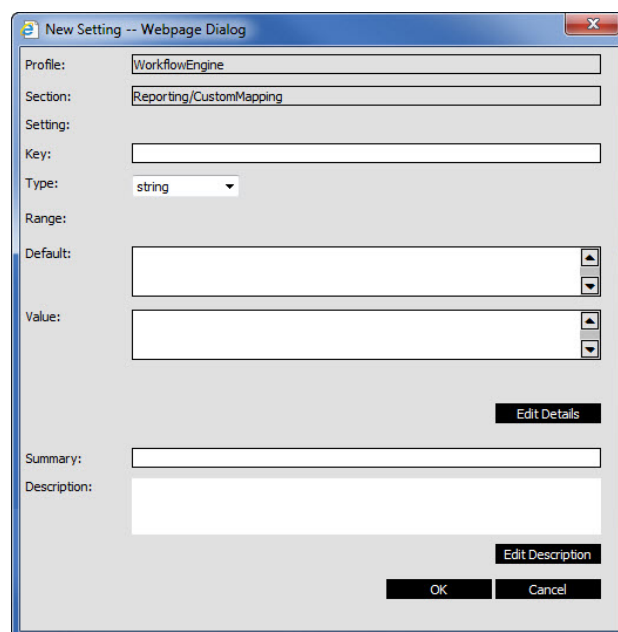 New Setting -- Webpage Dialog
Profile: WorkflowEngine
Section: Reporting/CustomMapping
Setting:
Key:
Type: string
Range:
Default:
Value:
Edit Details
Summary:
Description:
Edit Description
OK Cancel